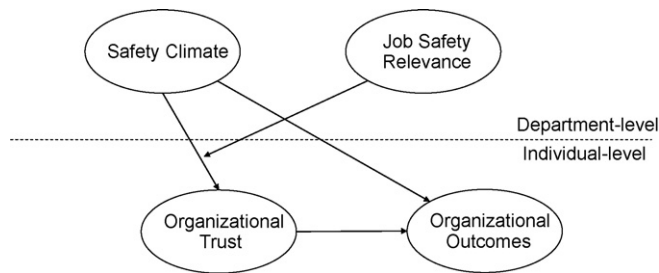 Safety Climate
Job Safety
Relevance
Department-level
Individual-level
Organizational
Trust
Organizational
Outcomes